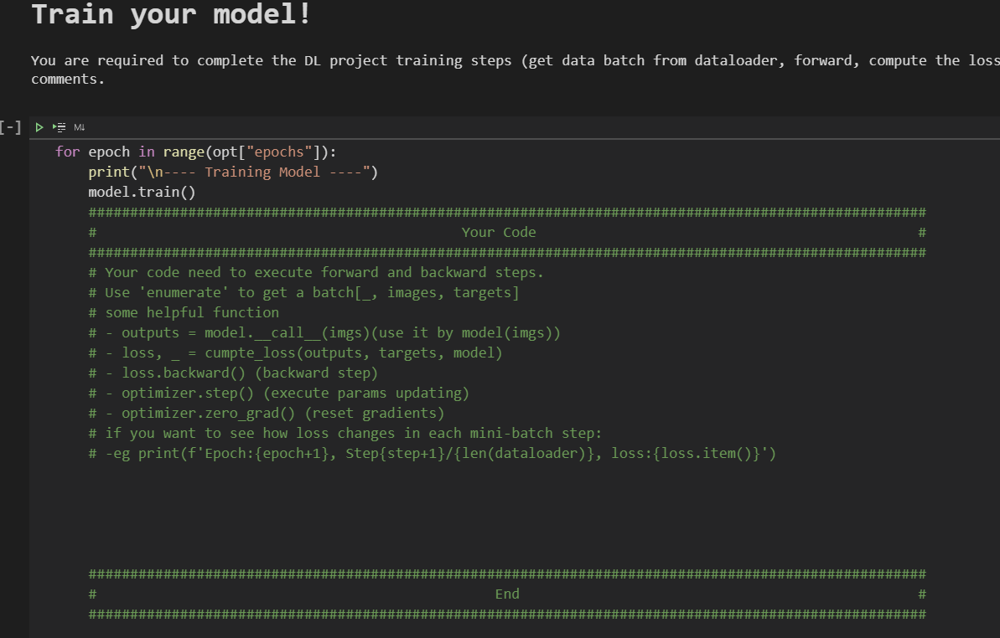 Train your model!
You are required to complete the DL project training steps (get data batch from dataloader, forward, compute the loss
comments.
[-]
M↓
for epoch in range(opt["epochs"]):
print("\n---- Training Model ----")
model.train()
#####################################################################################################
# Your Code #
#####################################################################################################
# Your code need to execute forward and backward steps.
# Use 'enumerate' to get a batch[_, images, targets]
# some helpful function
# - outputs = model.__call__(imgs)(use it by model(imgs))
# - loss, _ = cumpte_loss(outputs, targets, model)
# - loss.backward() (backward step)
# - optimizer.step() (execute params updating)
# - optimizer.zero_grad() (reset gradients)
# if you want to see how loss changes in each mini-batch step:
# -eg print(f'Epoch:{epoch+1}, Step{step+1}/{len(dataloader)}, loss:{loss.item()}')
#####################################################################################################
# End #
#####################################################################################################